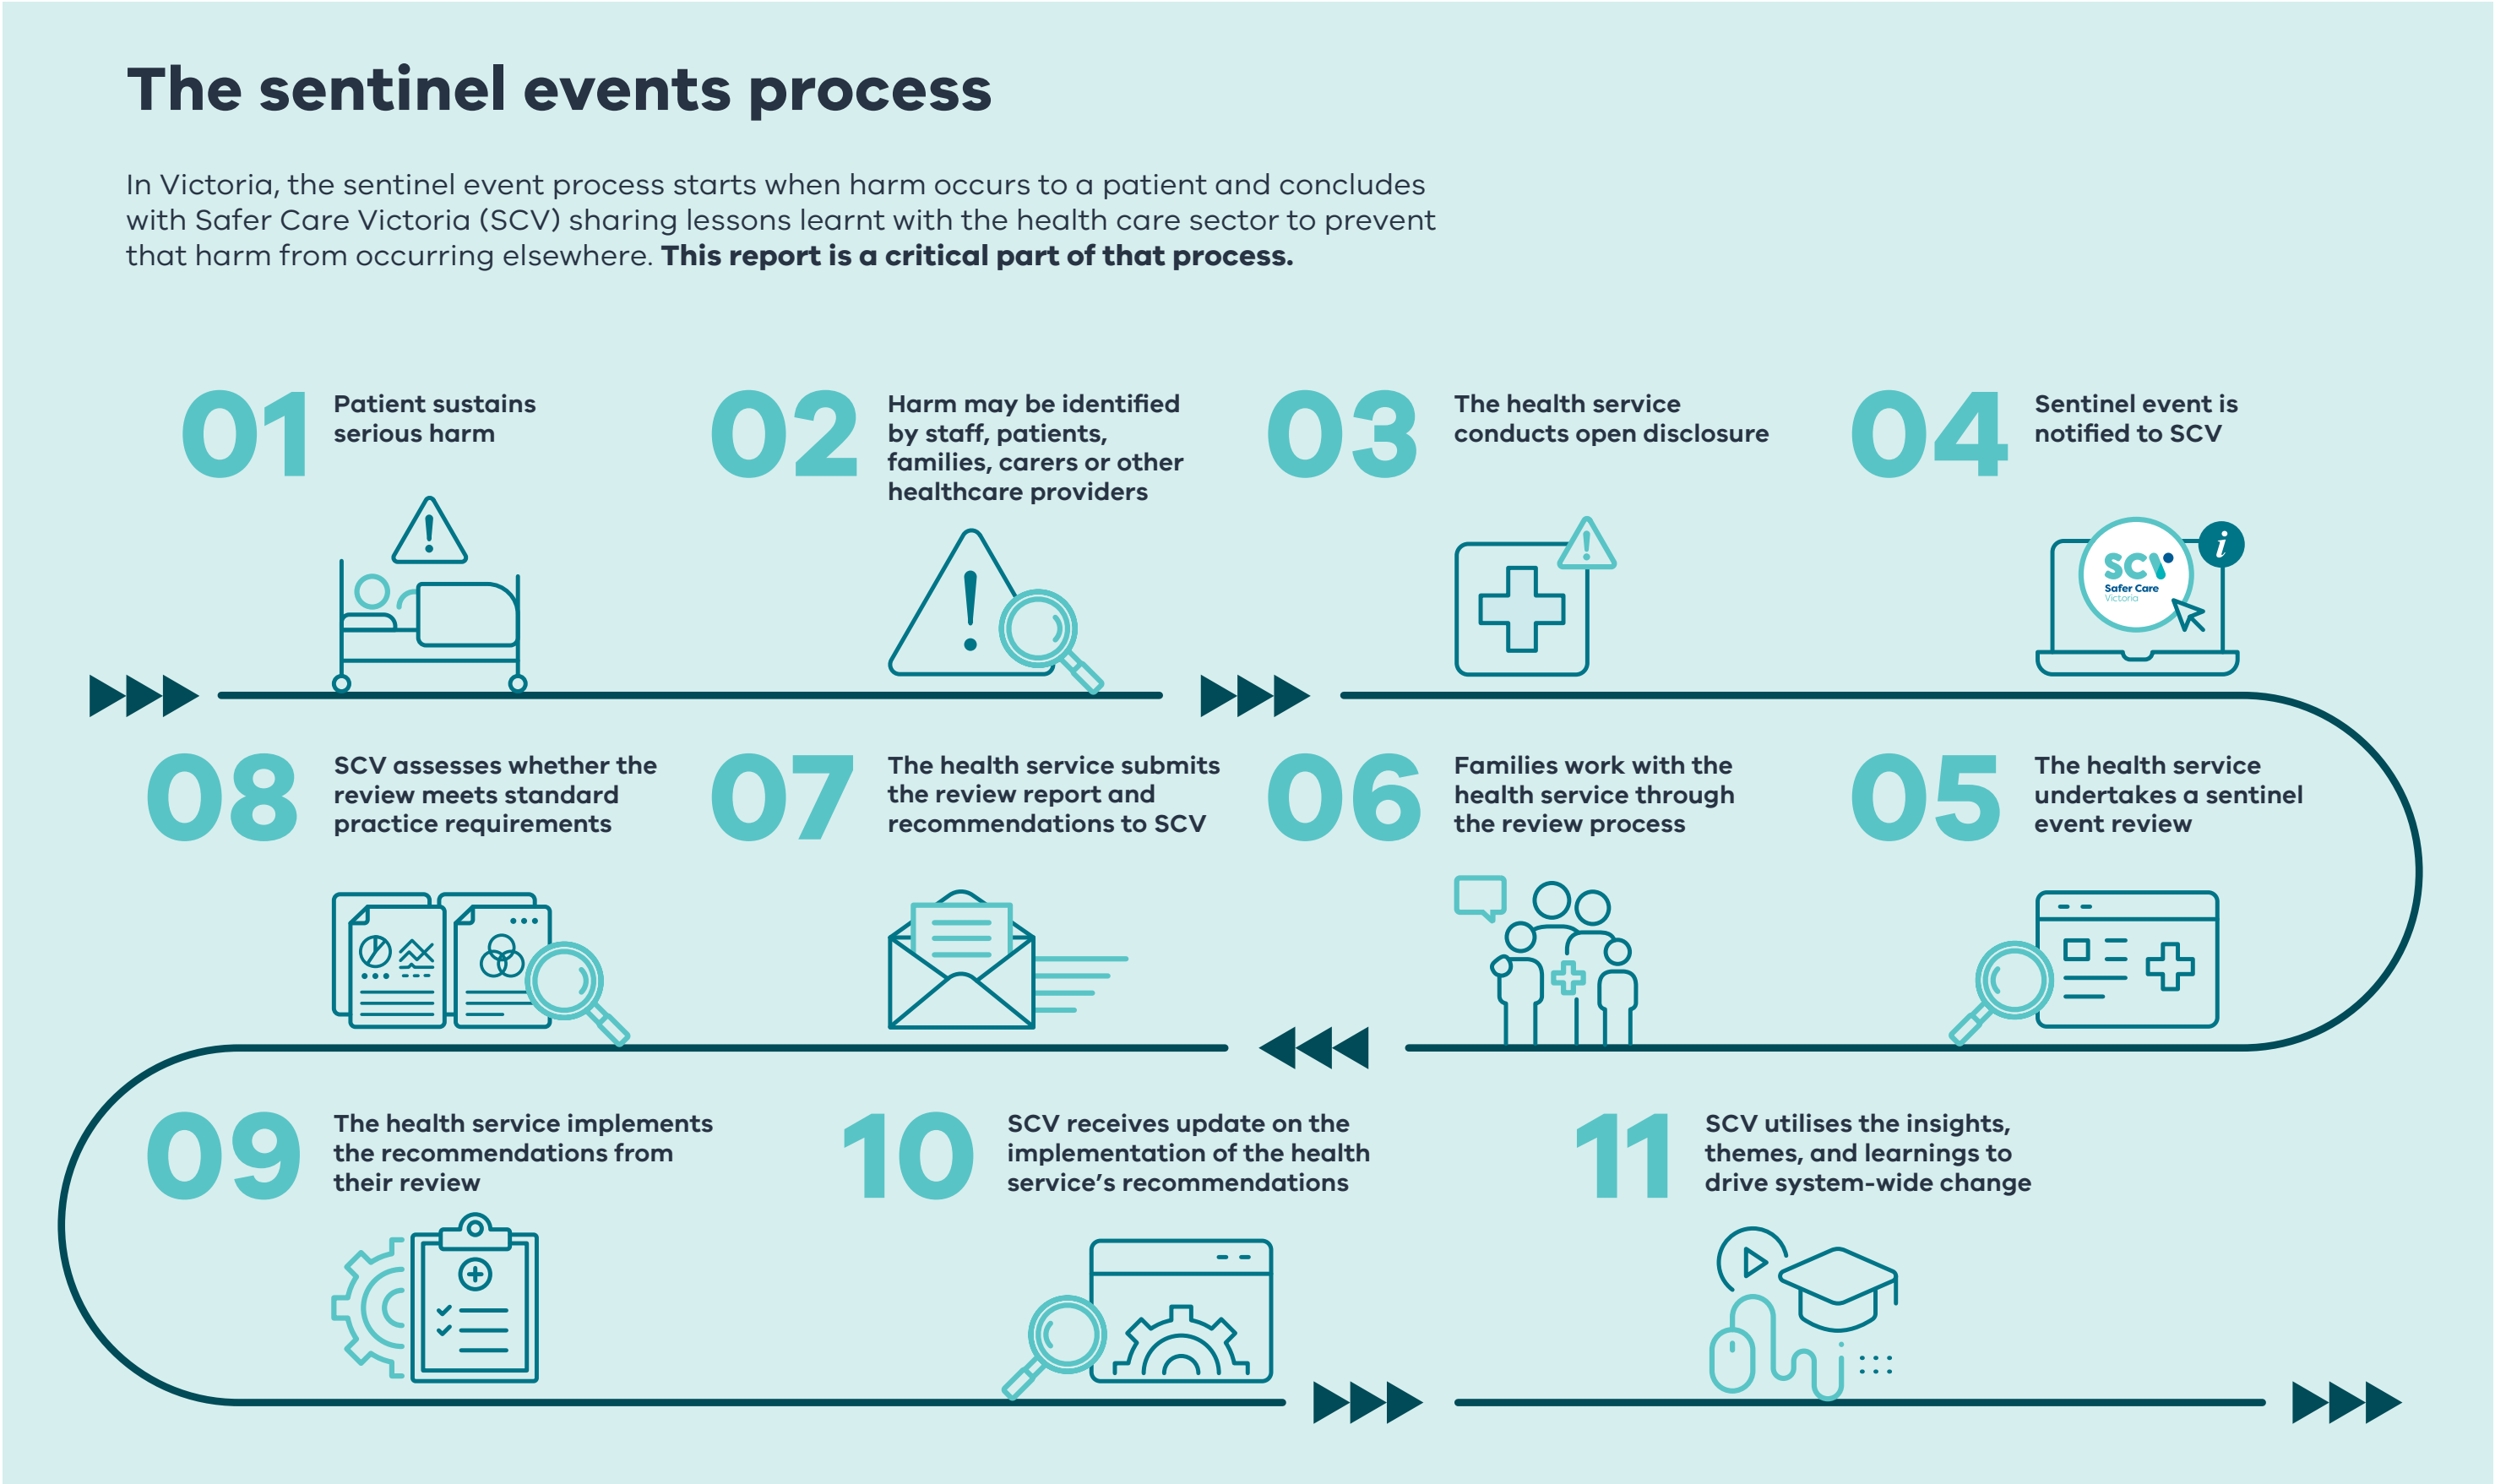 The sentinel events process
In Victoria, the sentinel event process starts when harm occurs to a patient and concludes
with Safer Care Victoria (SCV) sharing lessons learnt with the health care sector to prevent
that harm from occurring elsewhere. This report is a critical part of that process.
01
Patient sustains
serious harm
02
Harm may be identified
by staff, patients,
families, carers or other
healthcare providers
03
The health service
conducts open disclosure
04
Sentinel event is
notified to SCV
SCV
Safer Care
Victoria
i
05
The health service
undertakes a sentinel
event review
06
Families work with the
health service through
the review process
07
The health service submits
the review report and
recommendations to SCV
08
SCV assesses whether the
review meets standard
practice requirements
09
The health service implements
the recommendations from
their review
10
SCV receives update on the
implementation of the health
service's recommendations
11
SCV utilises the insights,
themes, and learnings to
drive system-wide change